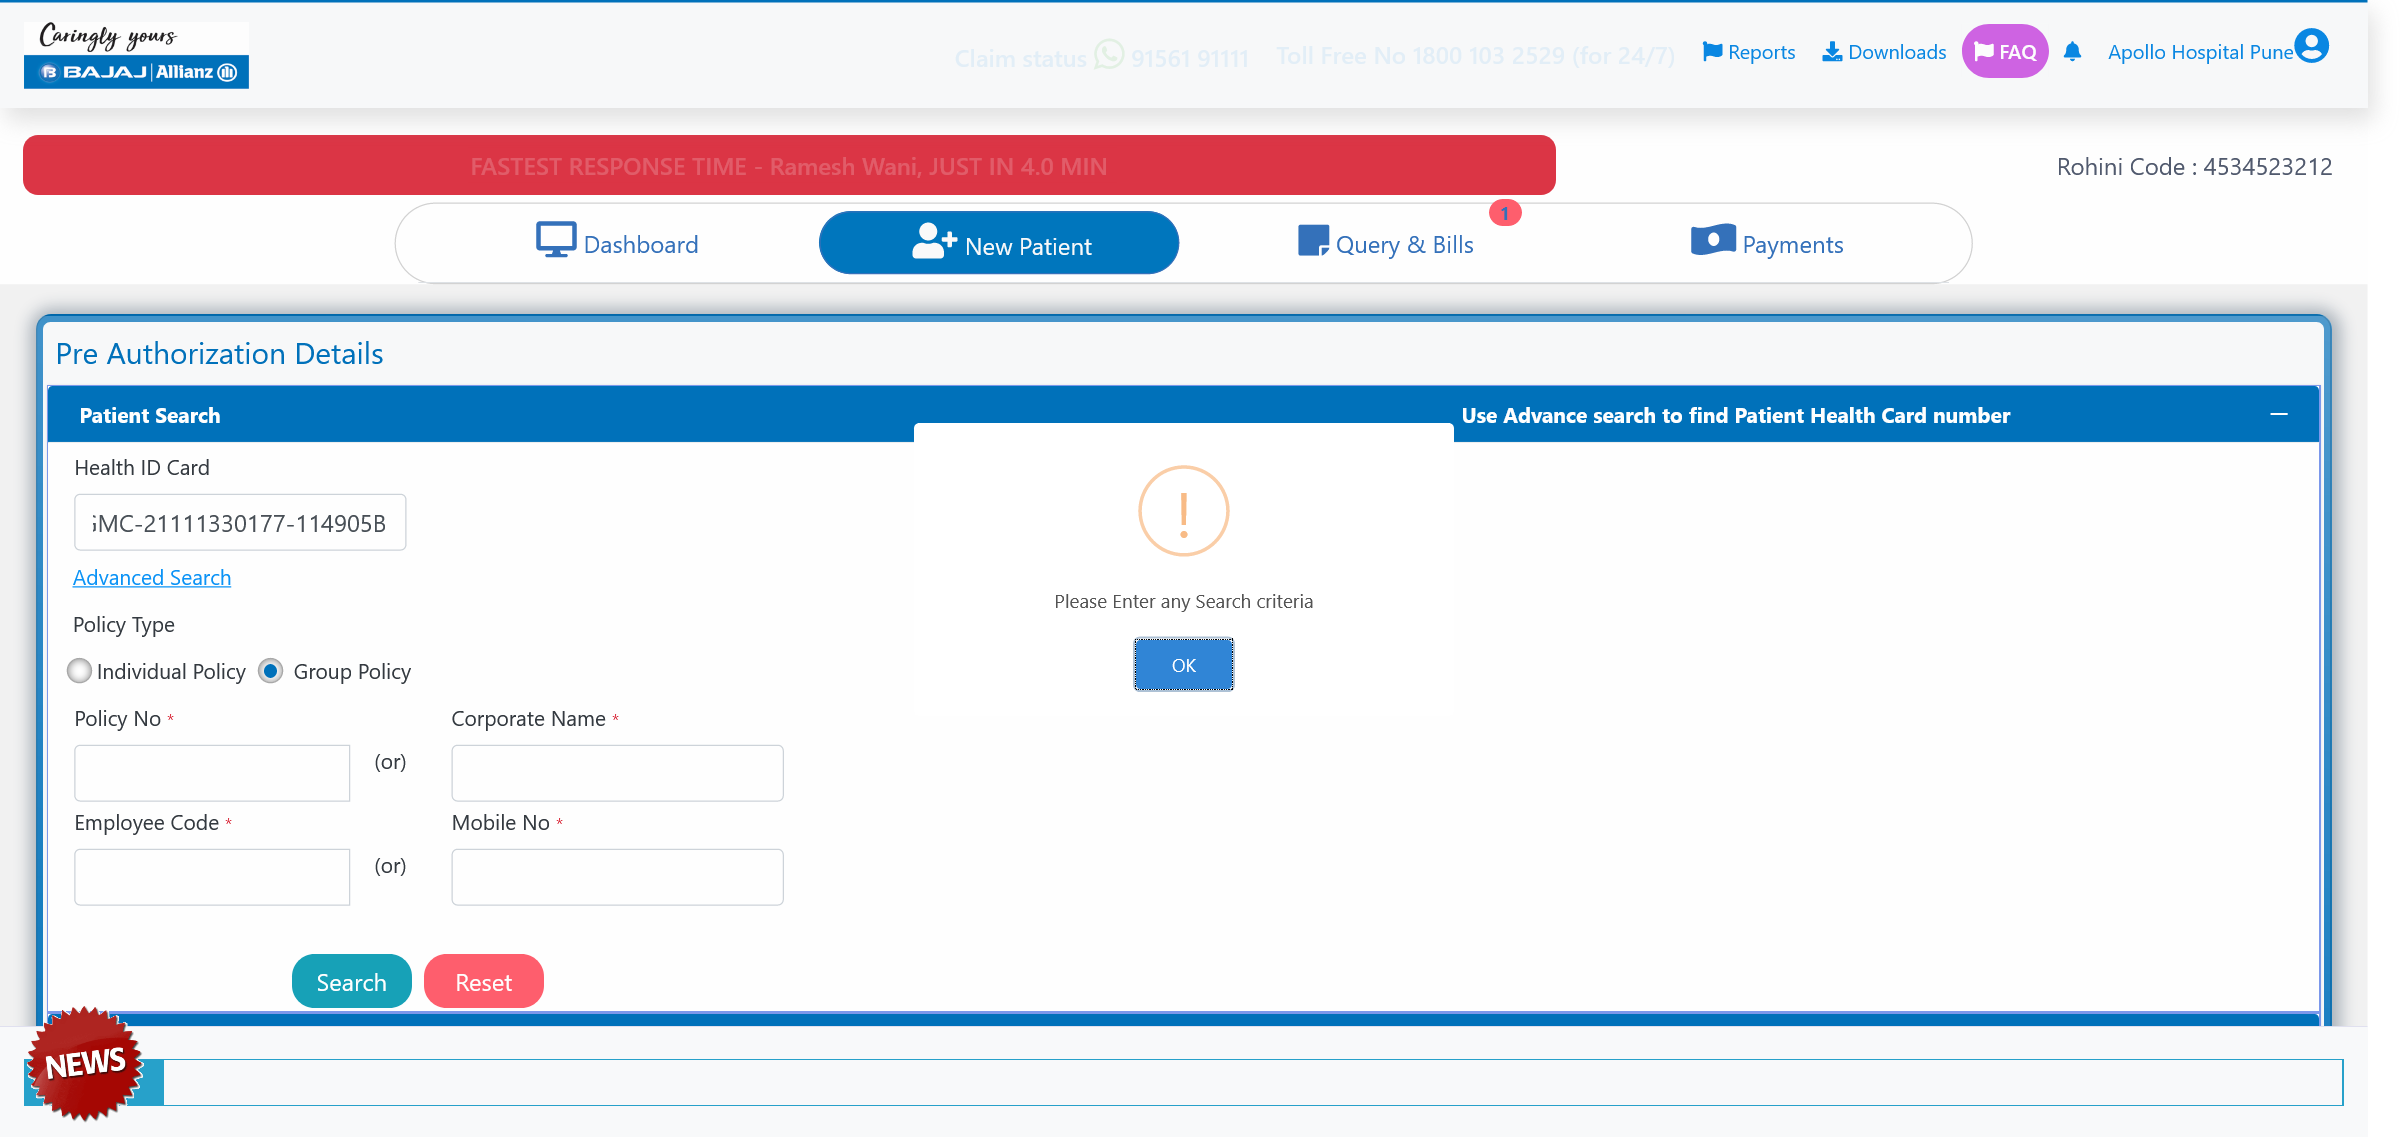 Caringly yours
BAJAJ | Allianz
Claim status 91561 91111
Toll Free No 1800 103 2529 (for 24/7)
Reports
Downloads
FAQ
Apollo Hospital Pune
FASTEST RESPONSE TIME - Ramesh Wani, JUST IN 4.0 MIN
Rohini Code : 4534523212
Dashboard
New Patient
Query & Bills
1
Payments
Pre Authorization Details
Patient Search
Use Advance search to find Patient Health Card number
Health ID Card
MC-21111330177-114905B
Advanced Search
Please Enter any Search criteria
OK
Policy Type
Individual Policy
Group Policy
Policy No *
(or)
Corporate Name *
Employee Code *
(or)
Mobile No *
Search
Reset
NEWS